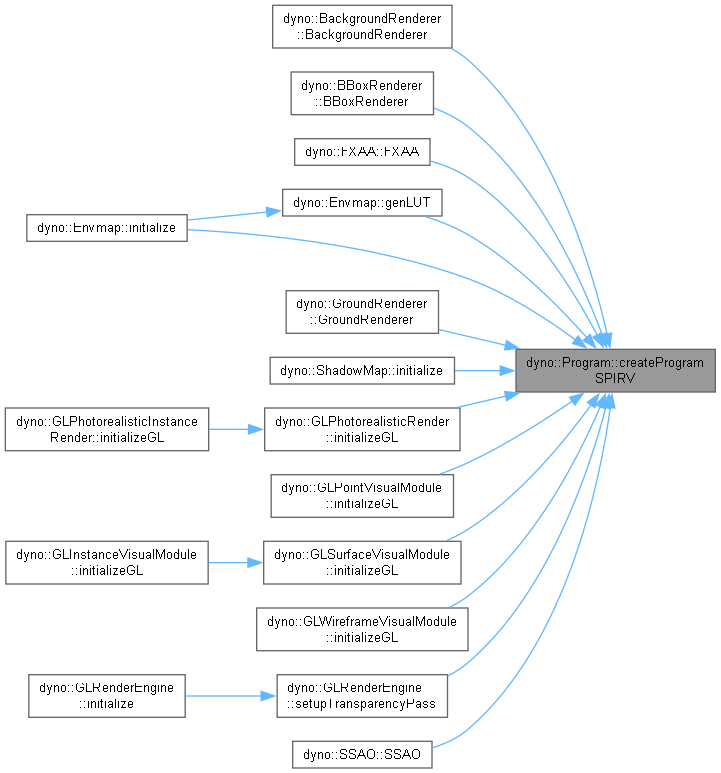 dyno::BackgroundRenderer
::BackgroundRenderer
dyno::BBoxRenderer
::BBoxRenderer
dyno::FXAA::FXAA
dyno::Envmap::genLUT
dyno::Envmap::initialize
dyno::GroundRenderer
::GroundRenderer
dyno::Program::createProgram
SPIRV
dyno::ShadowMap::initialize
dyno::GLPhotorealisticInstance
Render::initializeGL
dyno::GLPhotorealisticRender
::initializeGL
dyno::GLPointVisualModule
::initializeGL
dyno::GLInstanceVisualModule
::initializeGL
dyno::GLSurfaceVisualModule
::initializeGL
dyno::GLWireframeVisualModule
::initializeGL
dyno::GLRenderEngine
::initialize
dyno::GLRenderEngine
::setupTransparencyPass
dyno::SSAO::SSAO